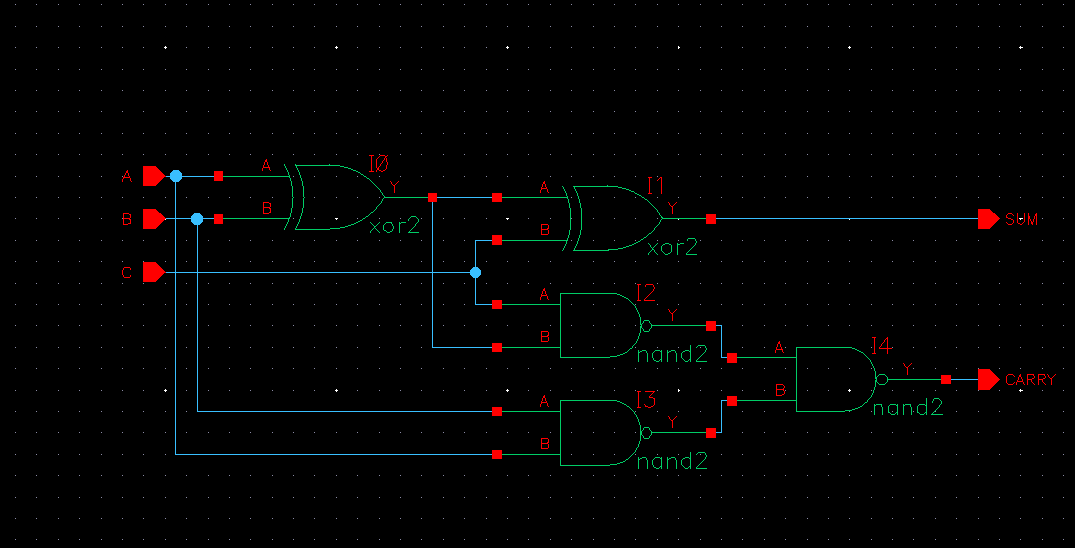 I0
A
A
Y
I1
A
B
B
Y
SUM
B
xor2
xor2
C
I2
A
Y
B
nand2
I4
A
Y
CARRY
B
nand2
I3
A
Y
B
nand2